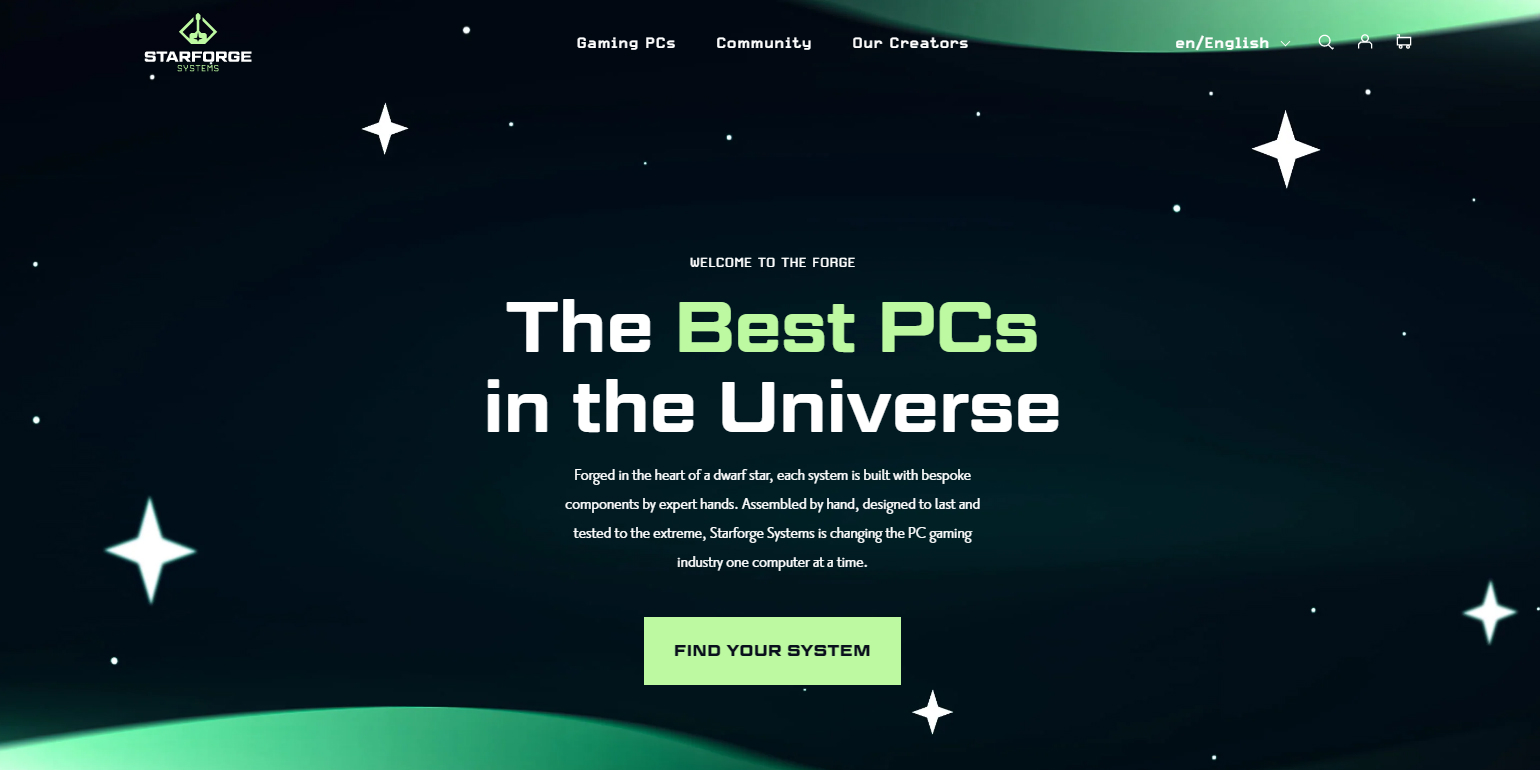 STARFORGE
SYSTEMS
Gaming PCs
Community
Our Creators
en/English
WELCOME TO THE FORGE
The Best PCs
in the Universe
Forged in the heart of a dwarf star, each system is built with bespoke
components by expert hands. Assembled by hand, designed to last and
tested to the extreme, Starforge Systems is changing the PC gaming
industry one computer at a time.
FIND YOUR SYSTEM